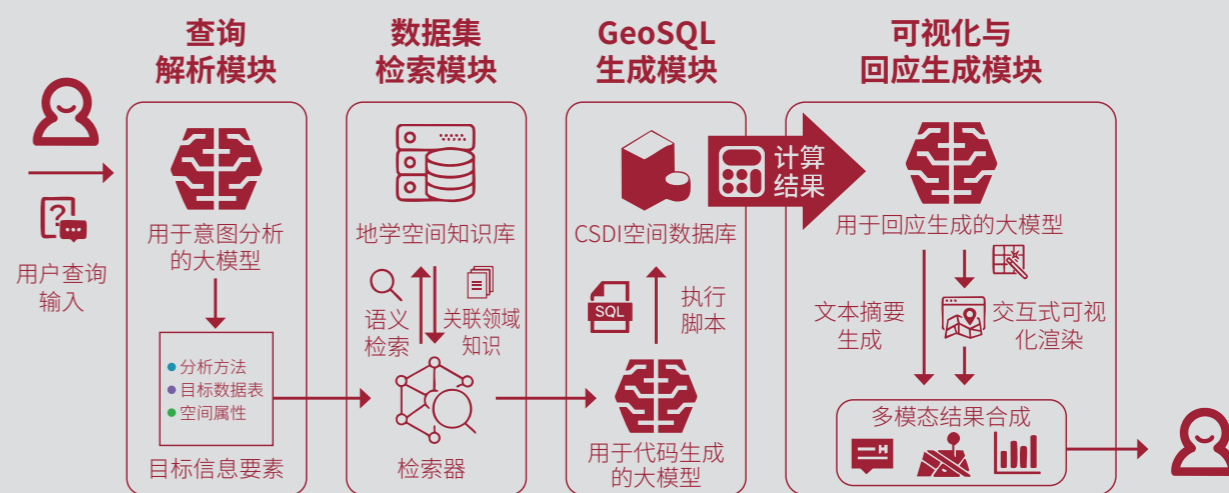 查询
解析模块
数据集
检索模块
GeoSQL
生成模块
可视化与
回应生成模块
用户查询
输入
用于意图分析
的大模型
分析方法
目标数据表
空间属性
目标信息要素
地学空间知识库
语义
检索
关联领域
知识
检索器
CSDI空间数据库
SQL
执行
脚本
用于代码生成
的大模型
计算
结果
用于回应生成的大模型
文本摘要
生成
交互式可视
化渲染
多模态结果合成